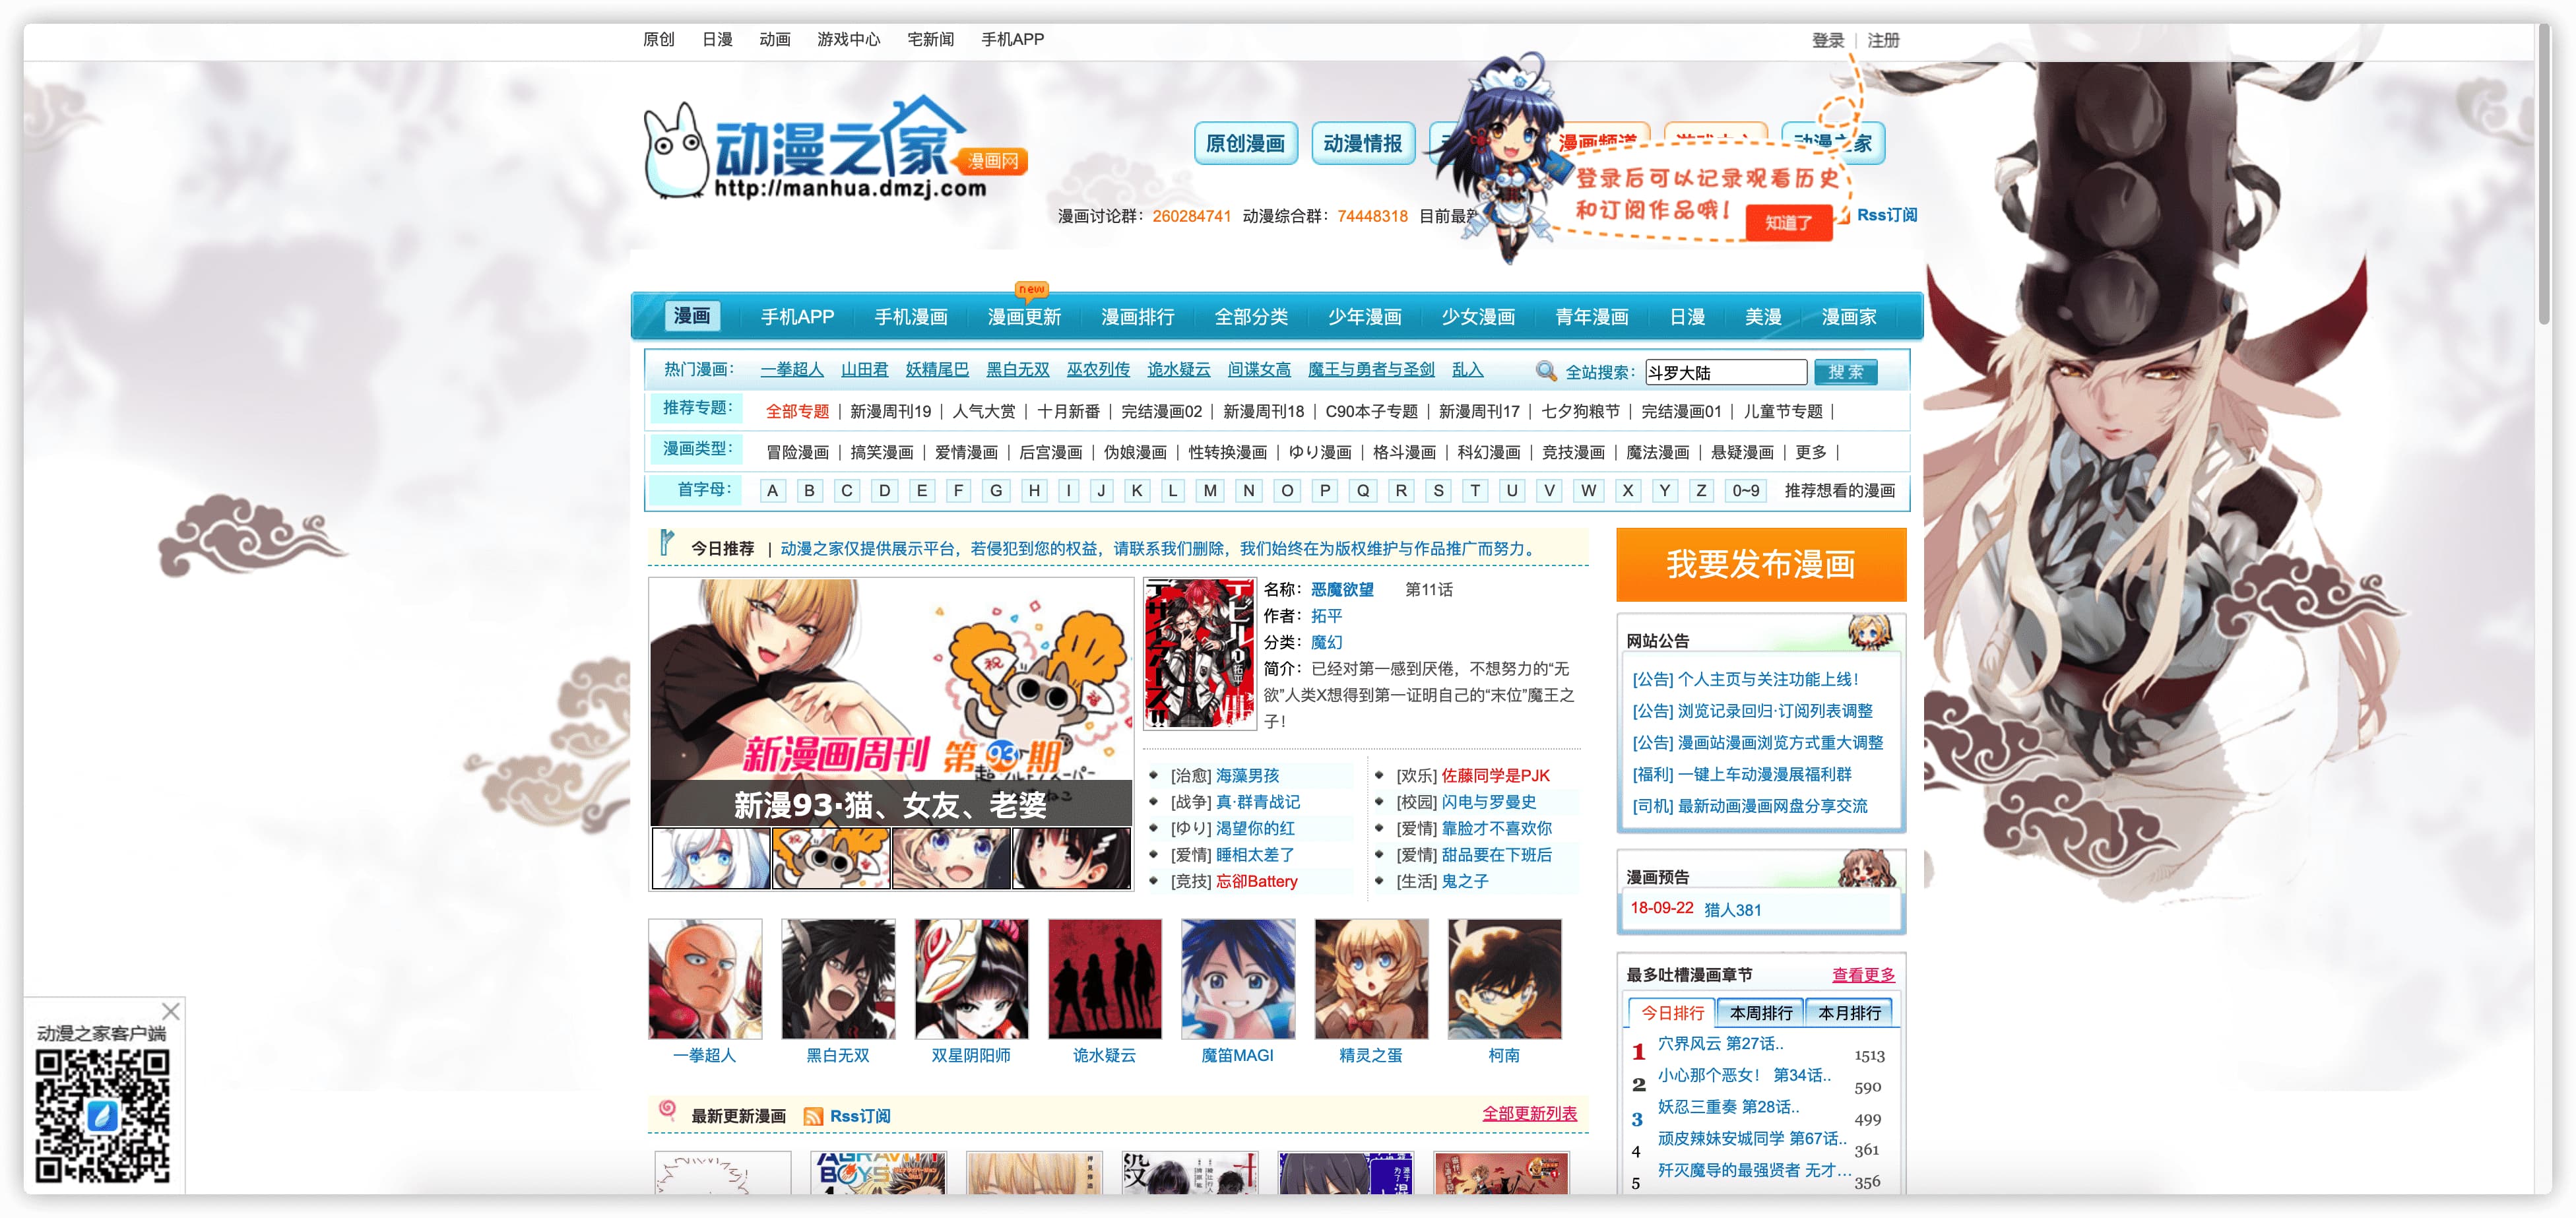 原创 日漫 动画 游戏中心 宅新闻 手机APP
登录 | 注册
动漫之家 漫画网
http://manhua.dmzj.com
原创漫画 动漫情报 漫画频道 动漫之家
登录后可以记录观看历史
和订阅作品哦!
知道了
漫画讨论群：260284741 动漫综合群：74448318 目前最新
Rss订阅
new
漫画 手机APP 手机漫画 漫画更新 漫画排行 全部分类 少年漫画 少女漫画 青年漫画 日漫 美漫 漫画家
热门漫画： 一拳超人 山田君 妖精尾巴 黑白无双 巫农列传 诡水疑云 间谍女高 魔王与勇者与圣剑 乱入
全站搜索： 斗罗大陆 搜索
推荐专题： 全部专题 | 新漫周刊19 | 人气大赏 | 十月新番 | 完结漫画02 | 新漫周刊18 | C90本子专题 | 新漫周刊17 | 七夕狗粮节 | 完结漫画01 | 儿童节专题 |
漫画类型： 冒险漫画 | 搞笑漫画 | 爱情漫画 | 后宫漫画 | 伪娘漫画 | 性转换漫画 | ゆり漫画 | 格斗漫画 | 科幻漫画 | 竞技漫画 | 魔法漫画 | 悬疑漫画 | 更多 |
首字母： A B C D E F G H I J K L M N O P Q R S T U V W X Y Z 0~9 推荐想看的漫画
今日推荐 | 动漫之家仅提供展示平台，若侵犯到您的权益，请联系我们删除，我们始终在为版权维护与作品推广而努力。
祝
新漫画周刊 第93期
新漫93·猫、女友、老婆
名称：恶魔欲望 第11话
作者：拓平
分类：魔幻
简介：已经对第一感到厌倦，不想努力的“无
欲”人类X想得到第一证明自己的“末位”魔王之
子！
[治愈] 海藻男孩
[战争] 真·群青战记
[ゆり] 渴望你的红
[爱情] 睡相太差了
[竞技] 忘卻Battery
[欢乐] 佐藤同学是PJK
[校园] 闪电与罗曼史
[爱情] 靠脸才不喜欢你
[爱情] 甜品要在下班后
[生活] 鬼之子
一拳超人 黑白无双 双星阴阳师 诡水疑云 魔笛MAGI 精灵之蛋 柯南
最新更新漫画 Rss订阅 全部更新列表
AGRAVITY
BOYS
我要发布漫画
网站公告
[公告] 个人主页与关注功能上线！
[公告] 浏览记录回归·订阅列表调整
[公告] 漫画站漫画浏览方式重大调整
[福利] 一键上车动漫漫展福利群
[司机] 最新动画漫画网盘分享交流
漫画预告
18-09-22 猎人381
最多吐槽漫画章节 查看更多
今日排行 本周排行 本月排行
1 穴界风云 第27话.. 1513
2 小心那个恶女！ 第34话.. 590
3 妖忍三重奏 第28话.. 499
4 顽皮辣妹安城同学 第67话.. 361
5 歼灭魔导的最强贤者 无才... 356
动漫之家客户端